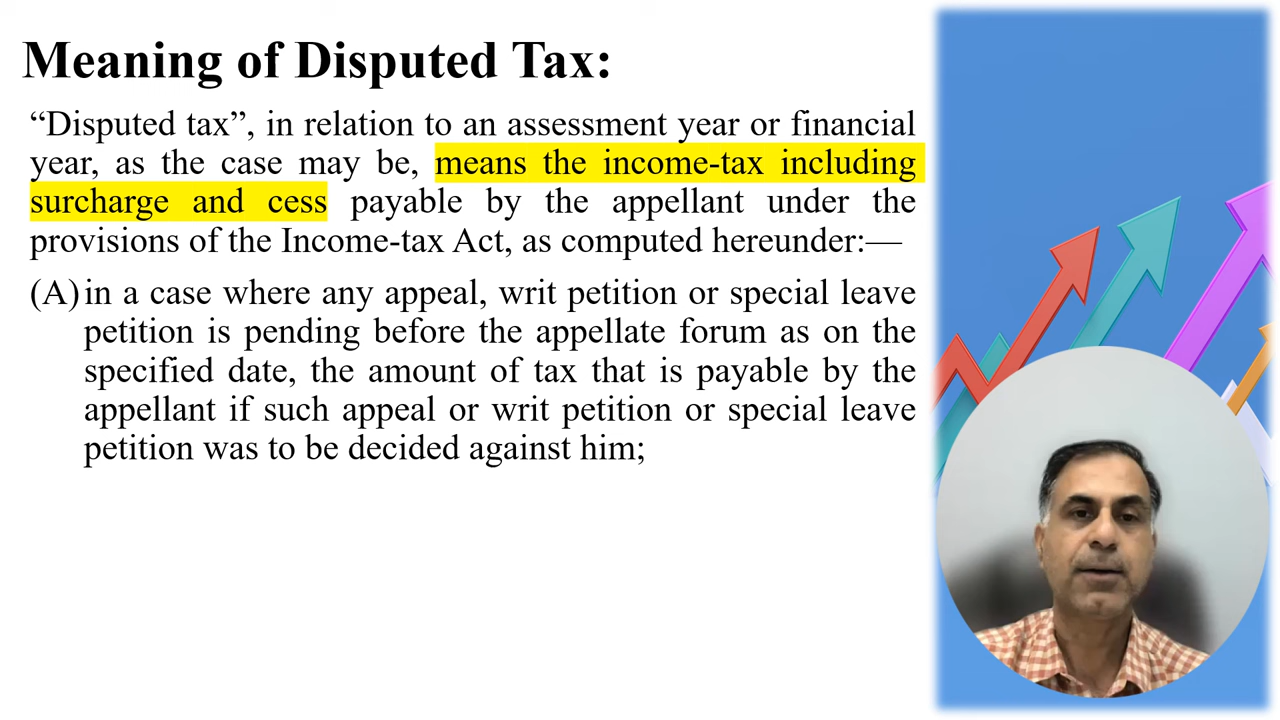 Meaning of Disputed Tax:
“Disputed tax”, in relation to an assessment year or financial
year, as the case may be, means the income-tax including
surcharge and cess payable by the appellant under the
provisions of the Income-tax Act, as computed hereunder:—
(A) in a case where any appeal, writ petition or special leave
petition is pending before the appellate forum as on the
specified date, the amount of tax that is payable by the
appellant if such appeal or writ petition or special leave
petition was to be decided against him;